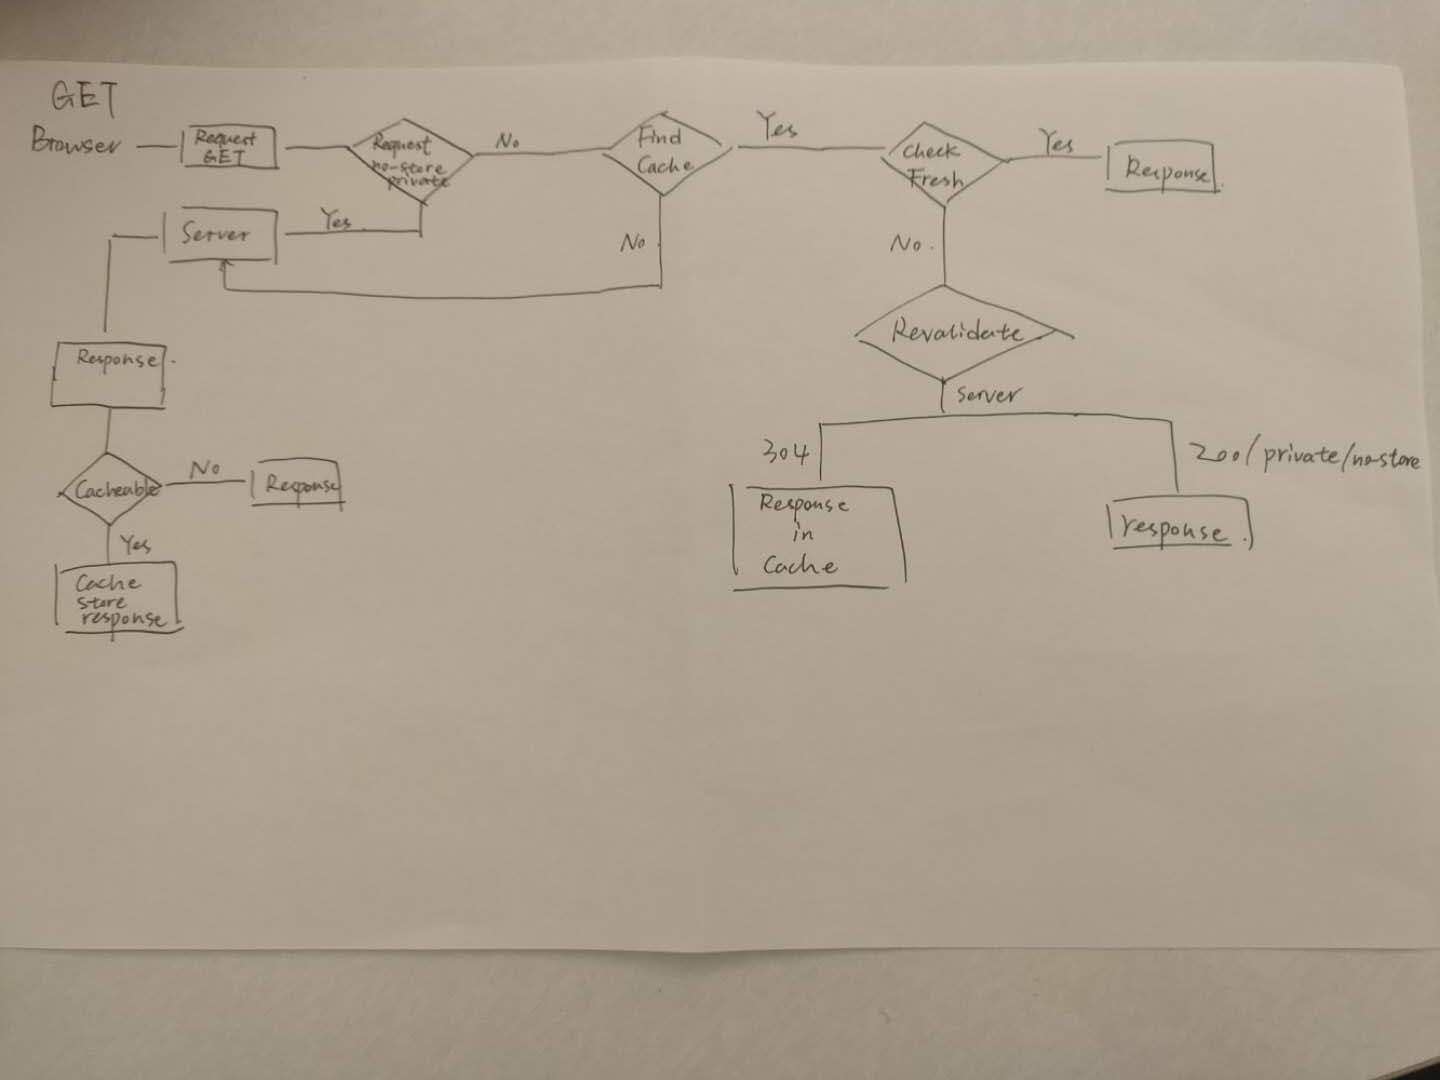 GET
Browser
Request
GET
Request
no-store
private
No
Find
Cache
Yes
Check
Fresh
Yes
Response
Server
Yes
No
No.
Response.
Revalidate
Server
Cacheable
No
Response
Yes
Cache
store
response
304
200/private/no-store
Response
in
Cache
response.